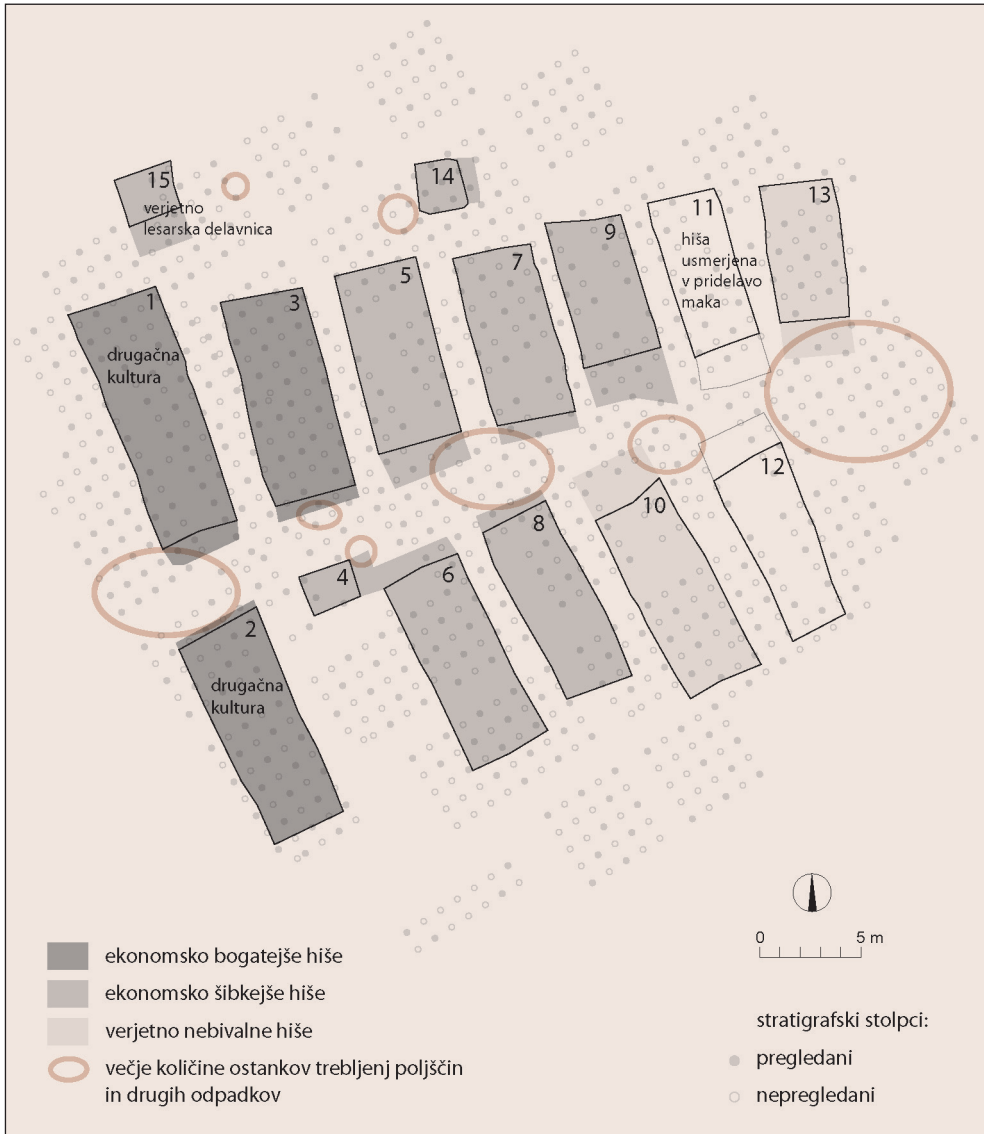 15
verjetno
lesarska delavnica
14
13
11
hiša
usmerjena
v pridelavo
maka
9
7
5
3
1
drugačna
kultura
12
10
8
6
4
2
drugačna
kultura
ekonomsko bogatejše hiše
ekonomsko šibkejše hiše
verjetno nebivalne hiše
večje količine ostankov trebljenj poljščin
in drugih odpadkov
0 5 m
stratigrafski stolpci:
pregledani
nepregledani